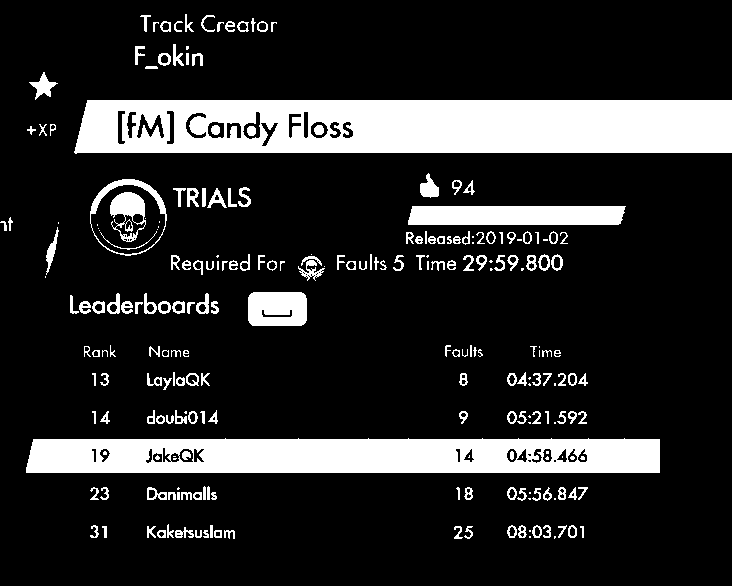 Track Creator
F_okin
+XP
[fM] Candy Floss
TRIALS
94
nt
Released:2019-01-02
Required For Faults 5 Time 29:59.800
Leaderboards
Rank Name Faults Time
13 LaylaQK 8 04:37.204
14 doubi014 9 05:21.592
19 JakeQK 14 04:58.466
23 Danimalls 18 05:56.847
31 Kaketsuslam 25 08:03.701